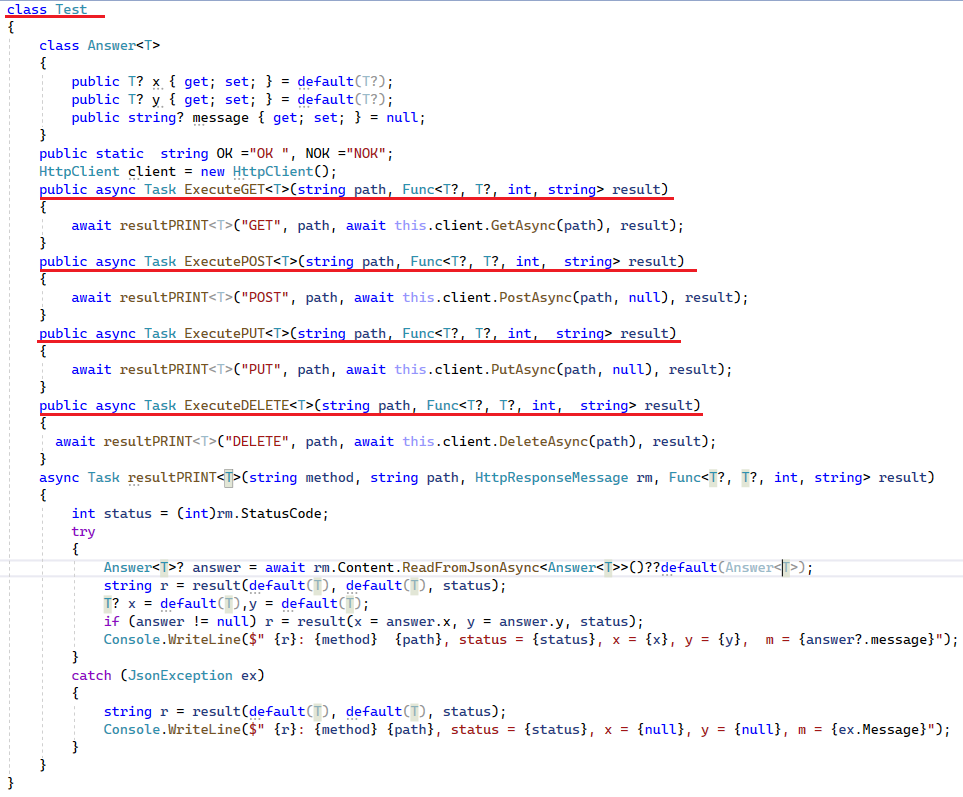 class Test
{
class Answer<T>
{
public T? x { get; set; } = default(T?);
public T? y { get; set; } = default(T?);
public string? message { get; set; } = null;
}
public static  string OK ="OK ", NOK ="NOK";
HttpClient client = new HttpClient();
public async Task ExecuteGET<T>(string path, Func<T?, T?, int, string> result)
{
await resultPRINT<T>("GET", path, await this.client.GetAsync(path), result);
}
public async Task ExecutePOST<T>(string path, Func<T?, T?, int,  string> result)
{
await resultPRINT<T>("POST", path, await this.client.PostAsync(path, null), result);
}
public async Task ExecutePUT<T>(string path, Func<T?, T?, int,  string> result)
{
await resultPRINT<T>("PUT", path, await this.client.PutAsync(path, null), result);
}
public async Task ExecuteDELETE<T>(string path, Func<T?, T?, int,  string> result)
{
await resultPRINT<T>("DELETE", path, await this.client.DeleteAsync(path), result);
}
async Task resultPRINT<T>(string method, string path, HttpResponseMessage rm, Func<T?, T?, int, string> result)
{
int status = (int)rm.StatusCode;
try
{
Answer<T>? answer = await rm.Content.ReadFromJsonAsync<Answer<T>>()??default(Answer<T>);
string r = result(default(T), default(T), status);
T? x = default(T),y = default(T);
if (answer != null) r = result(x = answer.x, y = answer.y, status);
Console.WriteLine($" {r}: {method}  {path}, status = {status}, x = {x}, y = {y},  m = {answer?.message}");
}
catch (JsonException ex)
{
string r = result(default(T), default(T), status);
Console.WriteLine($" {r}: {method} {path}, status = {status}, x = {null}, y = {null}, m = {ex.Message}");
}
}
}